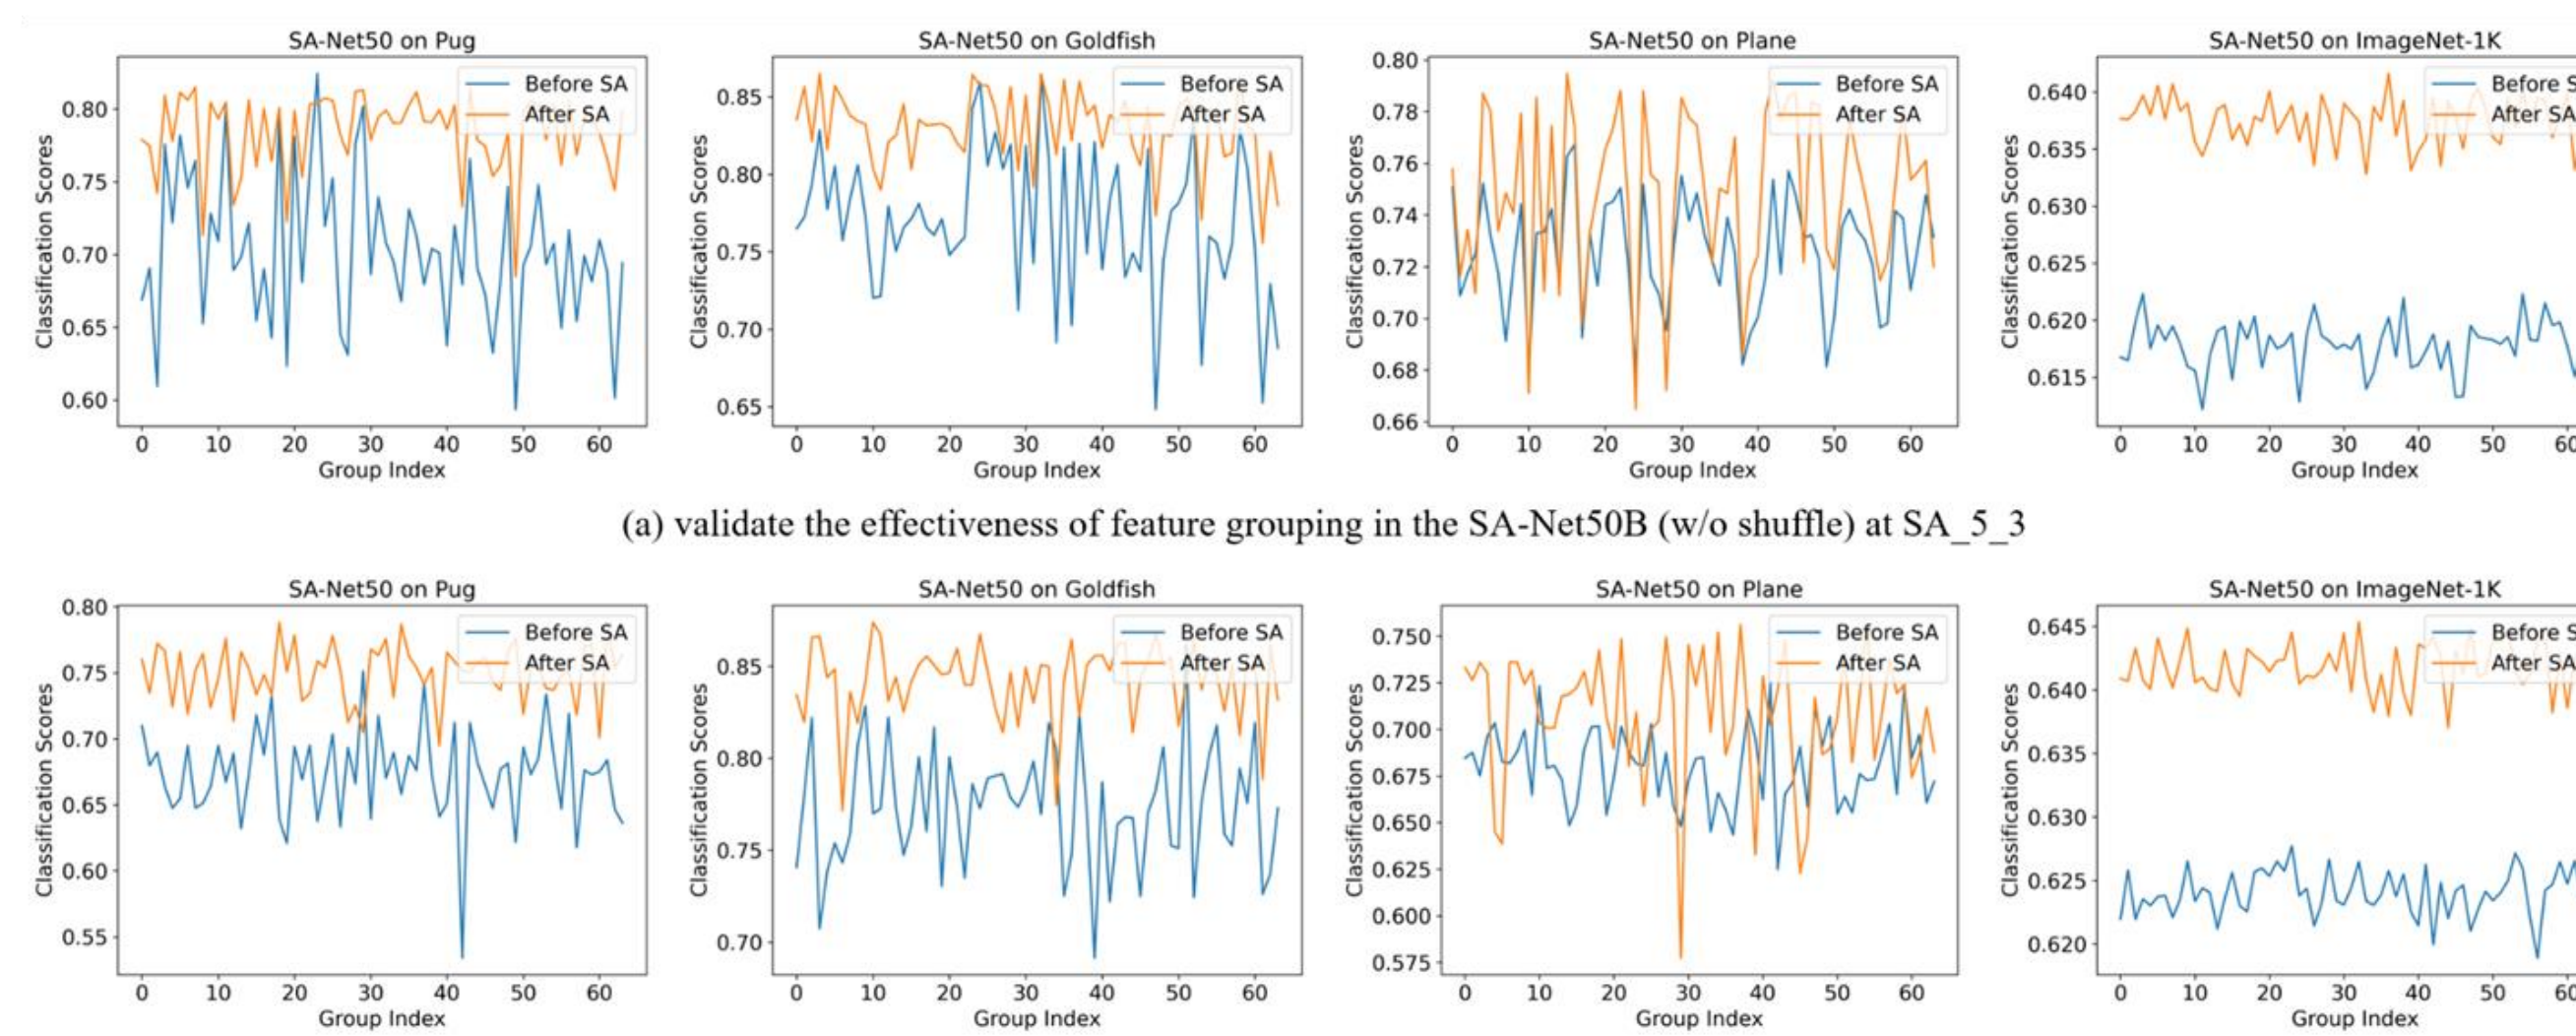 SA-Net50 on Pug
Before SA
After SA
Classification Scores
0.80
0.75
0.70
0.65
0.60
0 10 20 30 40 50 60
Group Index
SA-Net50 on Goldfish
Before SA
After SA
Classification Scores
0.85
0.80
0.75
0.70
0.65
0 10 20 30 40 50 60
Group Index
SA-Net50 on Plane
Before SA
After SA
Classification Scores
0.80
0.78
0.76
0.74
0.72
0.70
0.68
0.66
0 10 20 30 40 50 60
Group Index
SA-Net50 on ImageNet-1K
Before S
After SA
Classification Scores
0.640
0.635
0.630
0.625
0.620
0.615
0 10 20 30 40 50 60
Group Index
(a) validate the effectiveness of feature grouping in the SA-Net50B (w/o shuffle) at SA_5_3
SA-Net50 on Pug
Before SA
After SA
Classification Scores
0.80
0.75
0.70
0.65
0.60
0.55
0 10 20 30 40 50 60
Group Index
SA-Net50 on Goldfish
Before SA
After SA
Classification Scores
0.85
0.80
0.75
0.70
0 10 20 30 40 50 60
Group Index
SA-Net50 on Plane
Before SA
After SA
Classification Scores
0.750
0.725
0.700
0.675
0.650
0.625
0.600
0.575
0 10 20 30 40 50 60
Group Index
SA-Net50 on ImageNet-1K
Before S
After SA
Classification Scores
0.645
0.640
0.635
0.630
0.625
0.620
0 10 20 30 40 50 60
Group Index